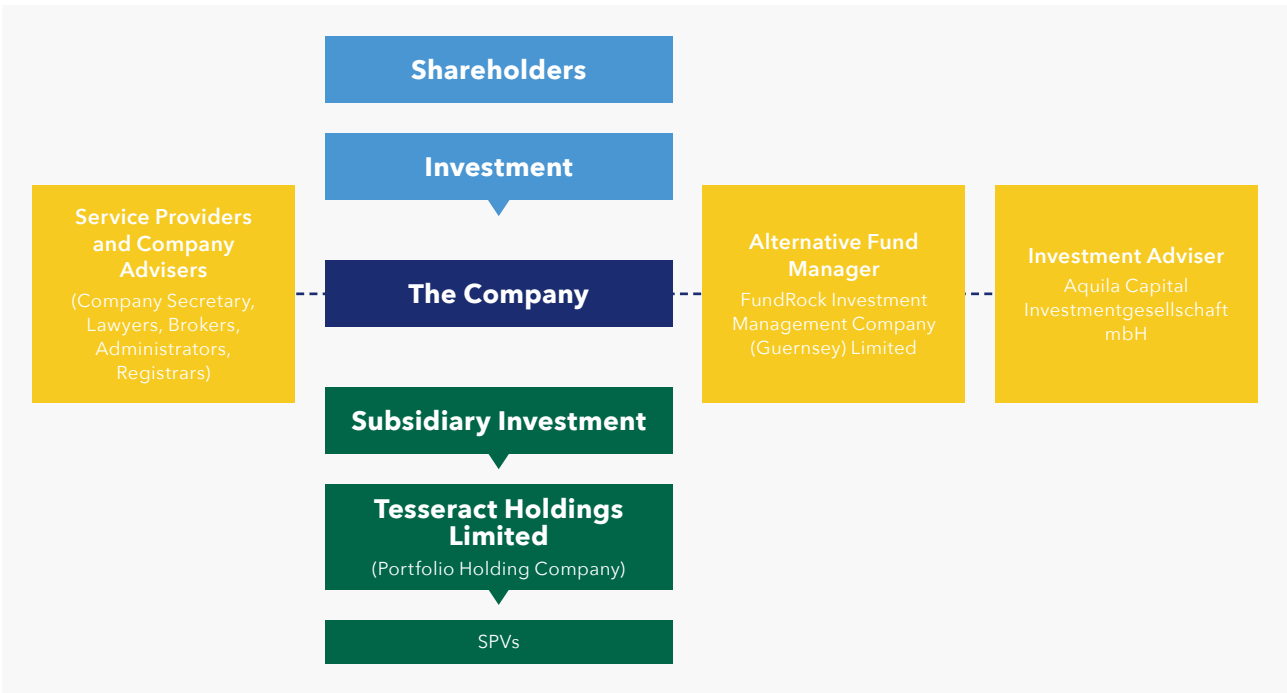 Shareholders
Investment
Service Providers
and Company
Advisers
(Company Secretary,
Lawyers, Brokers,
Administrators,
Registrars)
The Company
Alternative Fund
Manager
FundRock Investment
Management Company
(Guernsey) Limited
Investment Adviser
Aquila Capital
Investmentgesellschaft
mbH
Subsidiary Investment
Tesseract Holdings
Limited
(Portfolio Holding Company)
SPVs